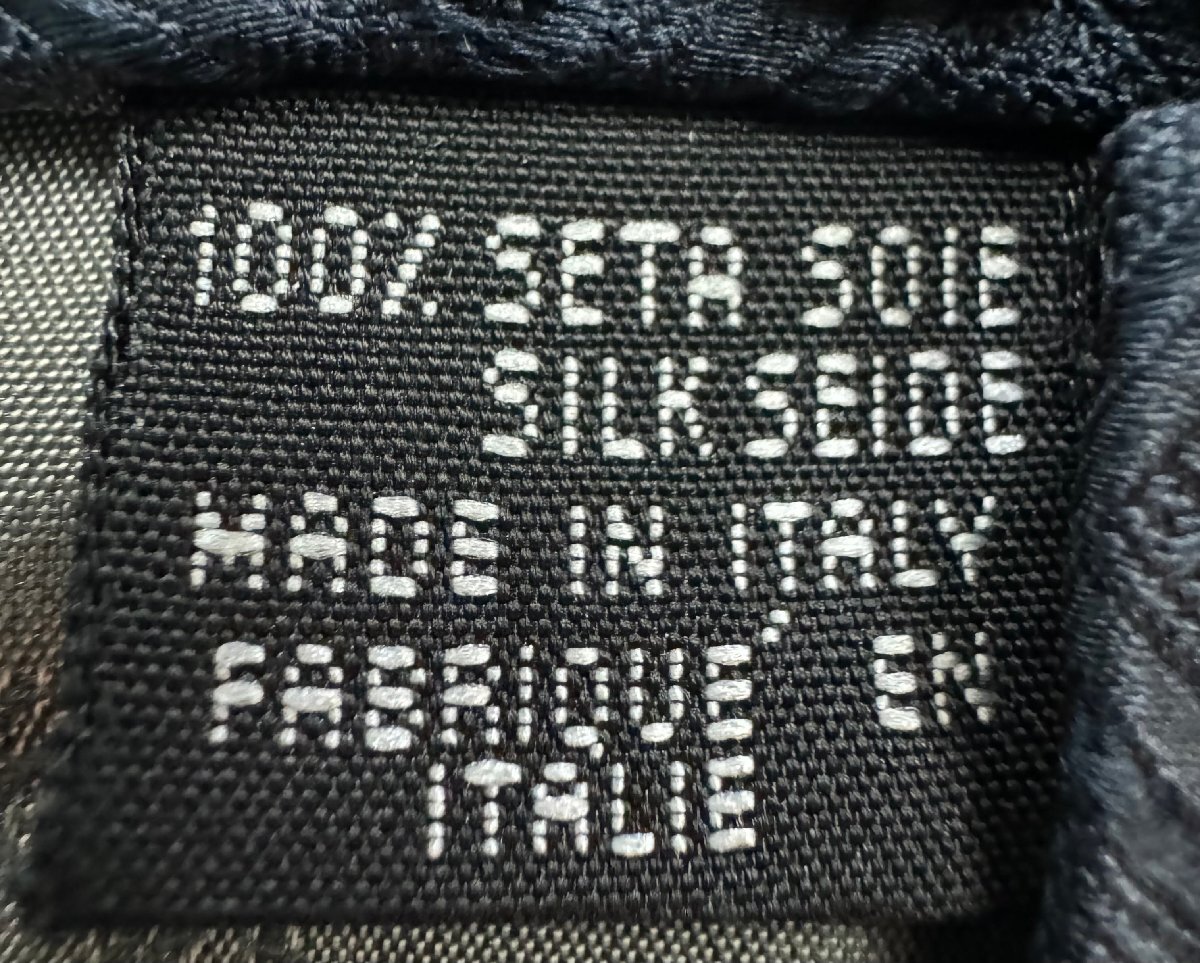 100% SETA SOIE
SILK SEIDE
MADE IN ITALY
FABRIQUE´ EN
ITALIE